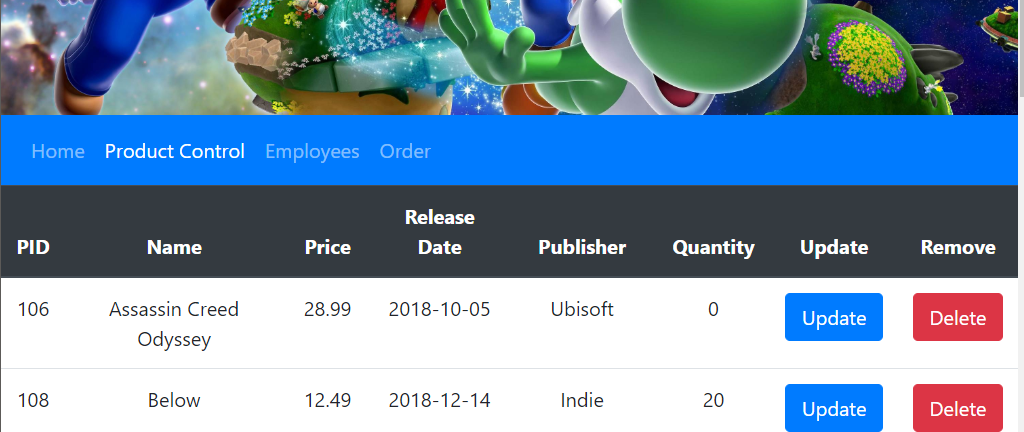 Home Product Control Employees Order
PID Name Price Release Date Publisher Quantity Update Remove
106 Assassin Creed Odyssey 28.99 2018-10-05 Ubisoft 0 Update Delete
108 Below 12.49 2018-12-14 Indie 20 Update Delete